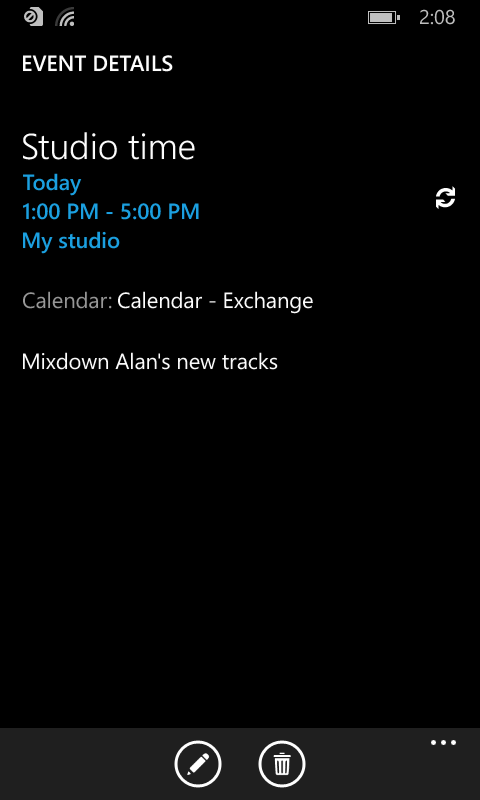 2:08
EVENT DETAILS
Studio time
Today
1:00 PM - 5:00 PM
My studio
Calendar: Calendar - Exchange
Mixdown Alan's new tracks